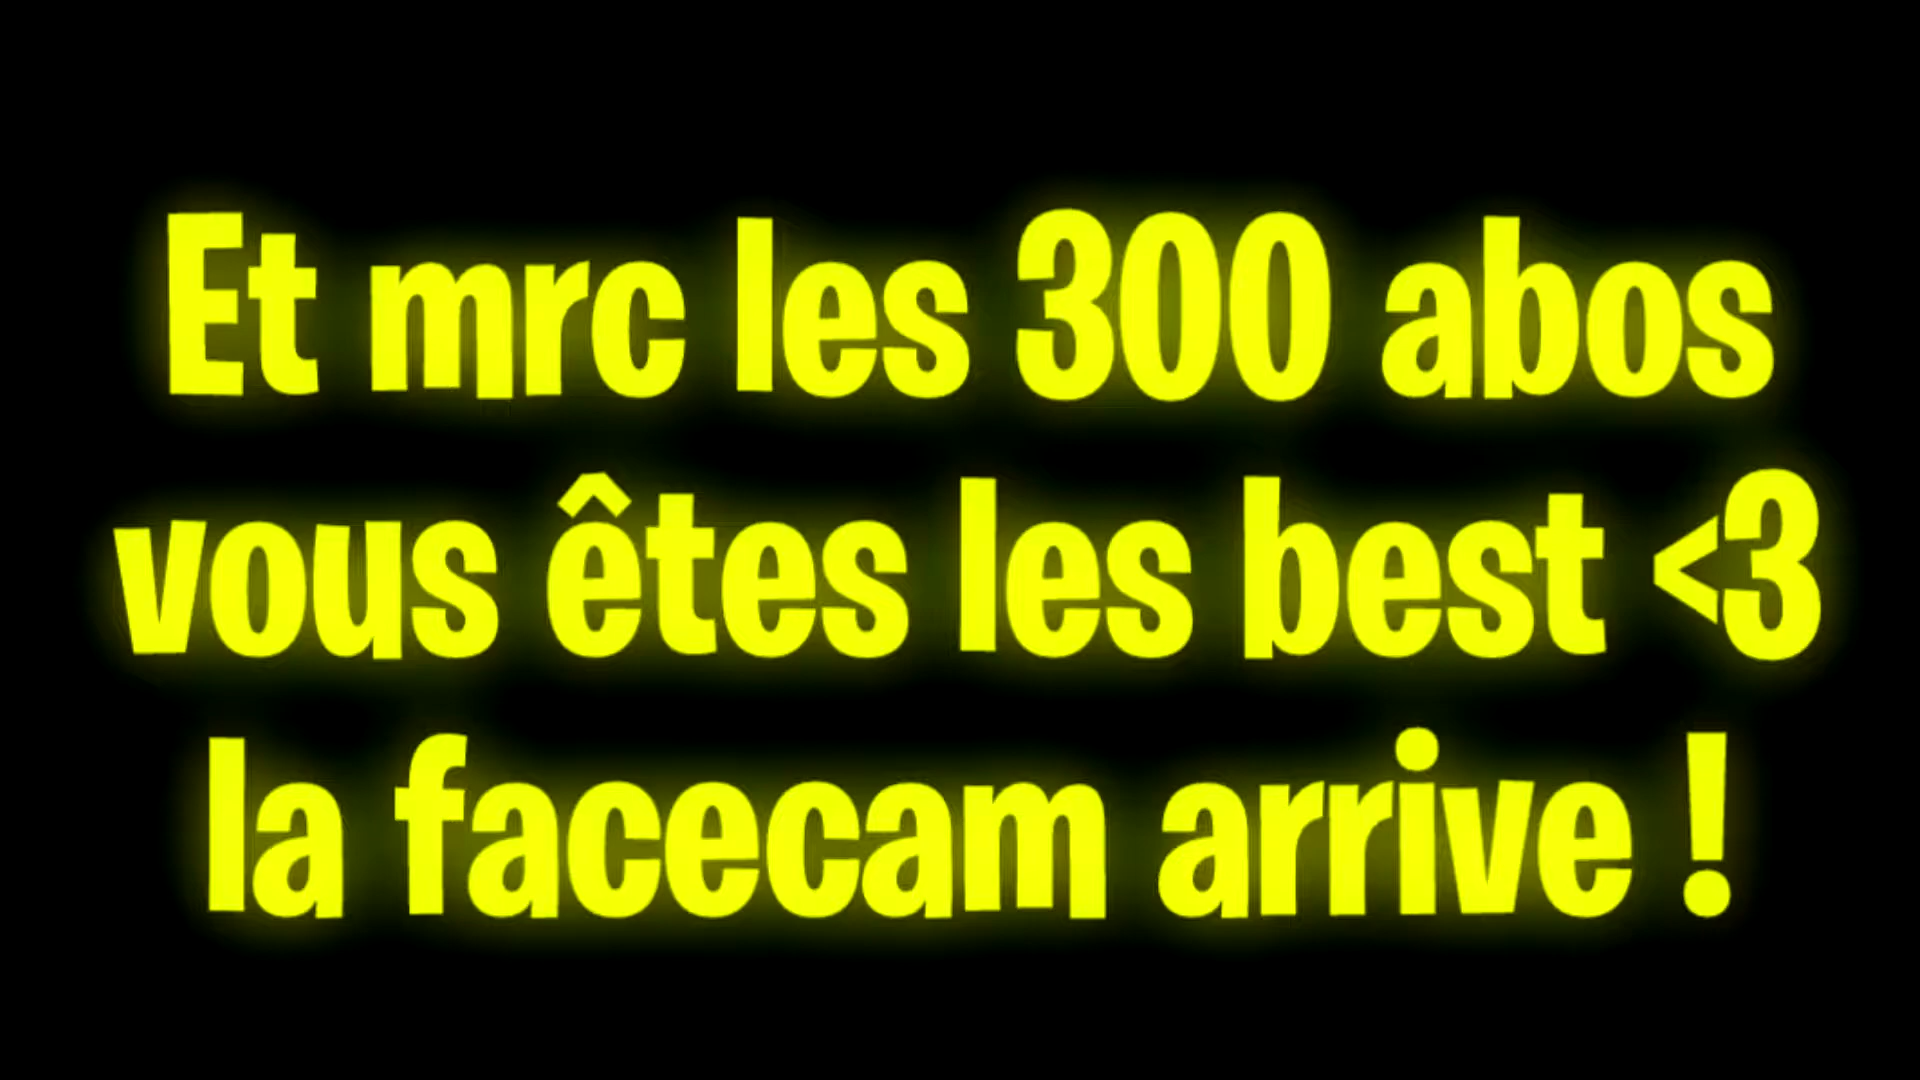 Et mrc les 300 abos
vous êtes les best <3
la facecam arrive !